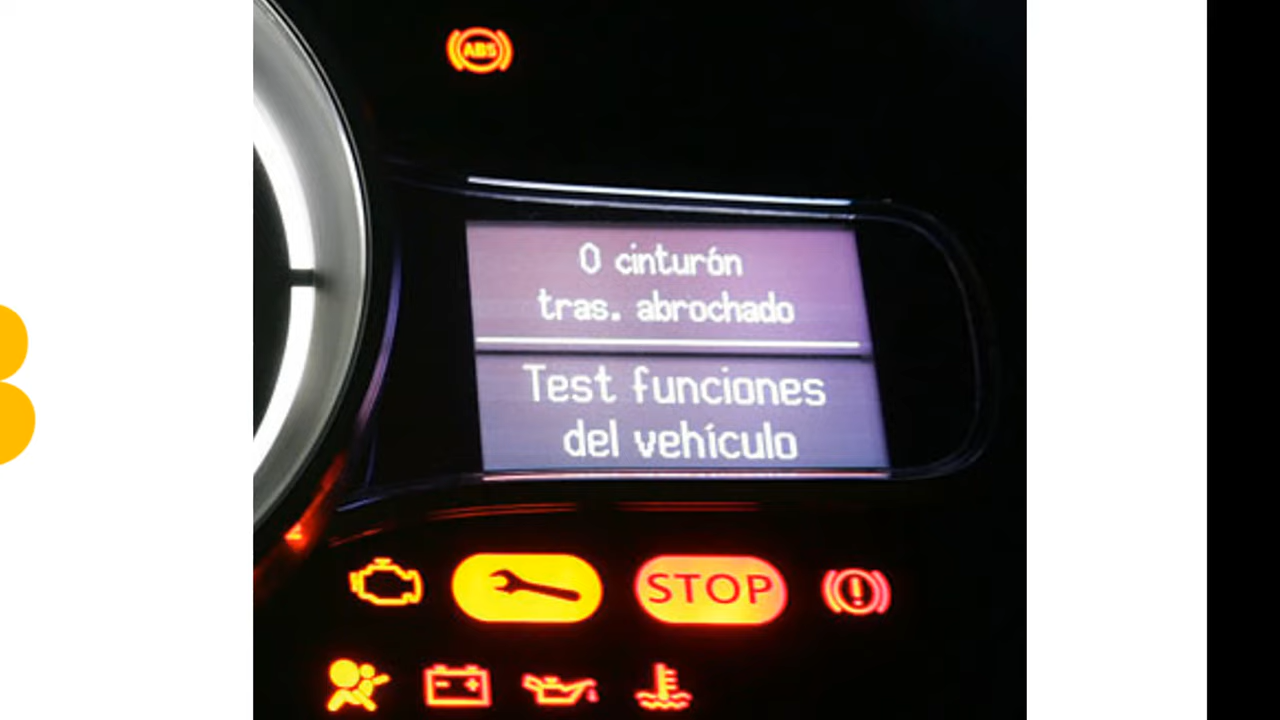 ABS
0 cinturón
tras. abrochado
Test funciones
del vehículo
STOP